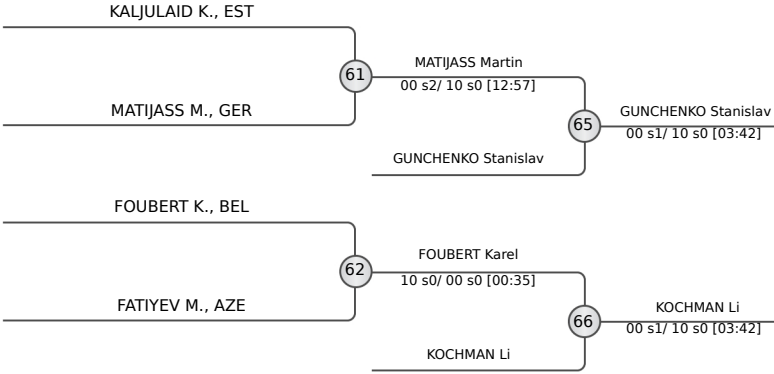 KALJULAID K., EST
61
MATIJASS Martin
00 s2/ 10 s0 [12:57]
MATIJASS M., GER
65
GUNCHENKO Stanislav
00 s1/ 10 s0 [03:42]
GUNCHENKO Stanislav
FOUBERT K., BEL
62
FOUBERT Karel
10 s0/ 00 s0 [00:35]
FATIYEV M., AZE
66
KOCHMAN Li
00 s1/ 10 s0 [03:42]
KOCHMAN Li